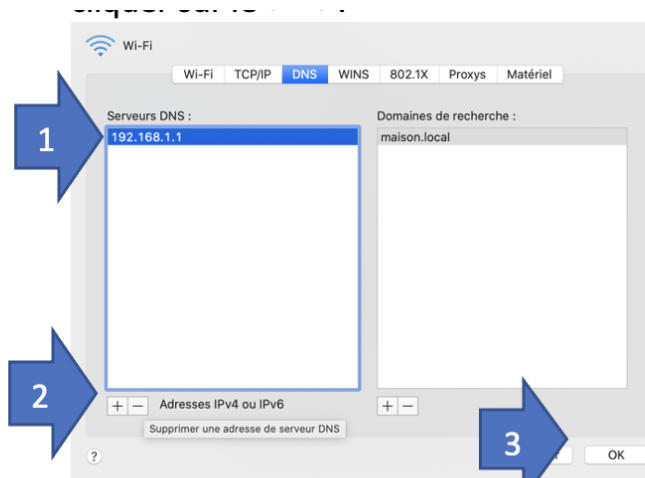 Wi-Fi
Wi-Fi TCP/IP DNS WINS 802.1X Proxys Matériel
Serveurs DNS : Domaines de recherche :
1
192.168.1.1 maison.local
2
+ − Adresses IPv4 ou IPv6 + −
Supprimer une adresse de serveur DNS
3
? OK